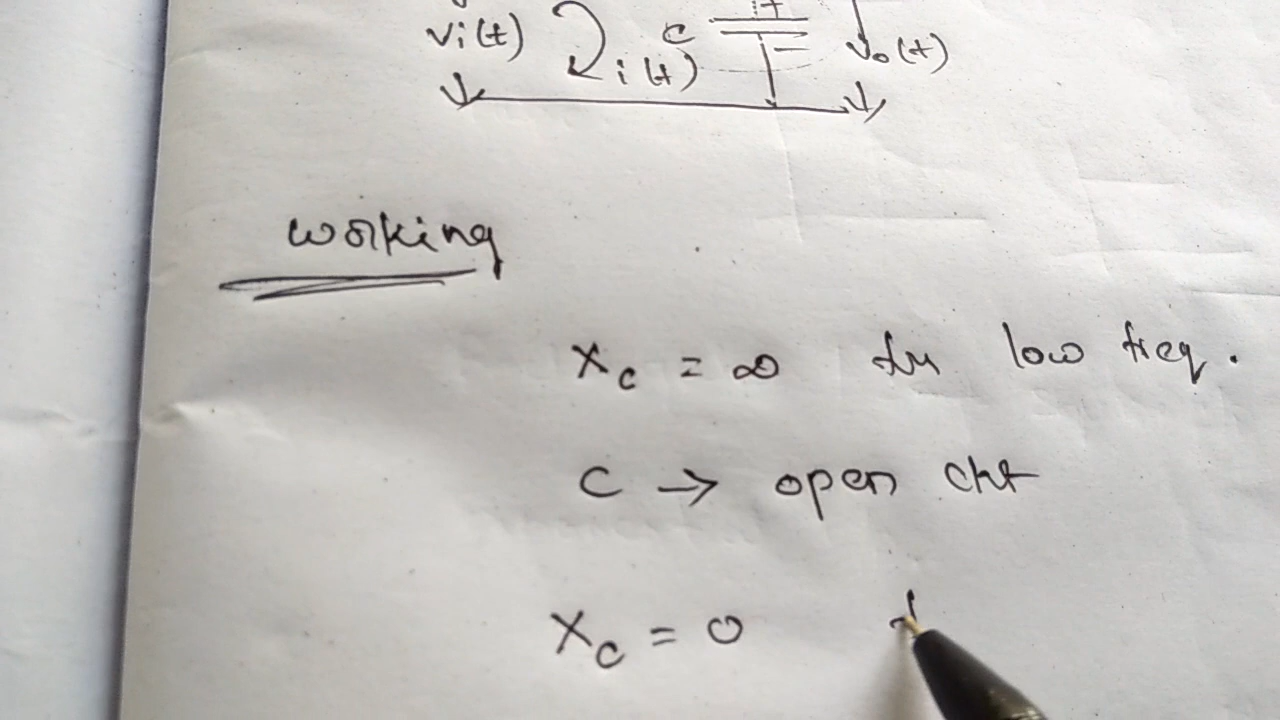 vi(t) i(t) C + - vo(t)
working
Xc = ∞ for low freq.
C → open ckt
Xc = 0